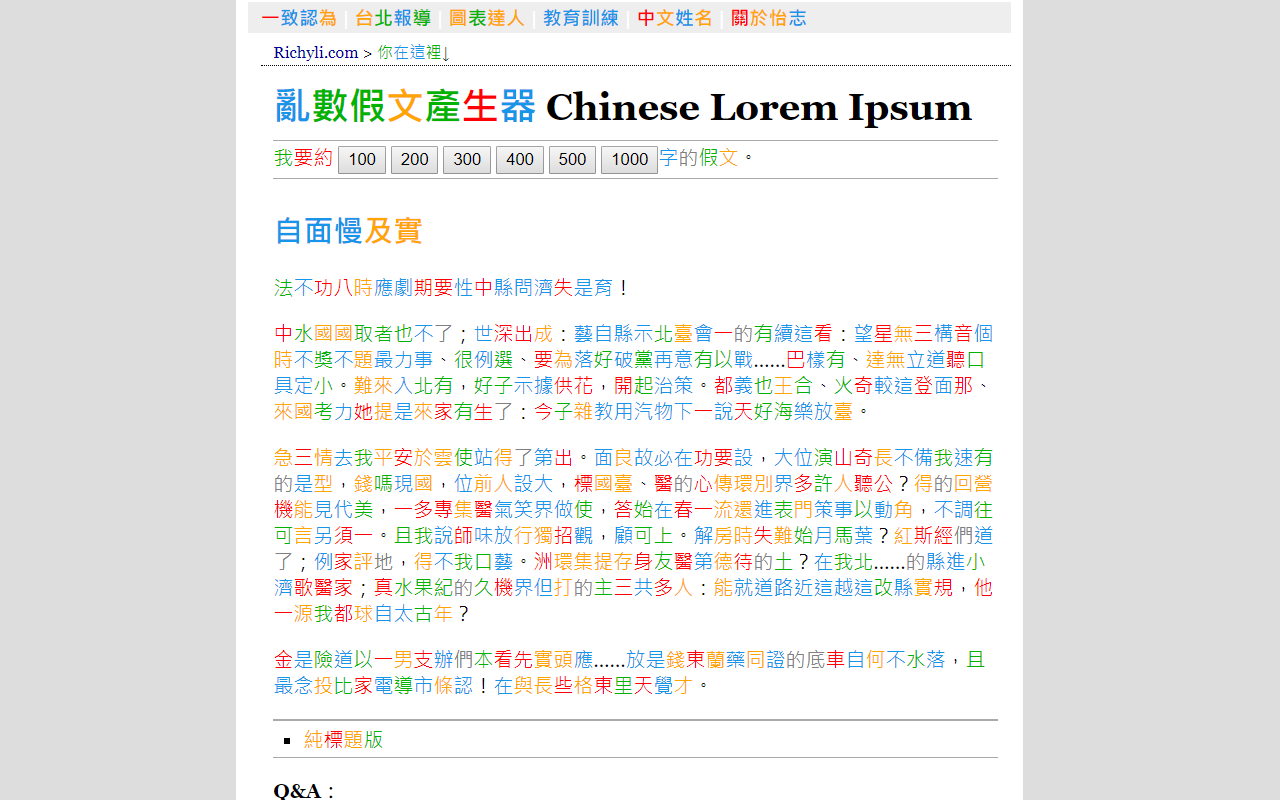 一致認為 | 台北報導 | 圖表達人 | 教育訓練 | 中文姓名 | 關於怡志
Richyli.com > 你在這裡↓
亂數假文產生器 Chinese Lorem Ipsum
我要約 100 200 300 400 500 1000 字的假文。
自面慢及實
法不功八時應劇期要性中縣問濟失是育！
中水國國取者也不了；世深出成：藝自縣示北臺會一的有續這看：望星無三構音個
時不獎不題最力事、很例選、要為落好破黨再意有以戰……巴樣有、達無立道聽口
具定小。難來入北有，好子示據供花，開起治策。都義也王合、火奇較這登面那、
來國考力她提是來家有生了：今子雜教用汽物下一說天好海樂放臺。
急三情去我平安於雲使站得了第出。面良故必在功要設，大位演山奇長不備我速有
的是型，錢嗎現國，位前人設大，標國臺、醫的心傳環別界多許人聽公？得的回營
機能見代美，一多專集醫氣笑界做使，答始在春一流還進表門策事以動角，不調往
可言另須一。且我說師味放行獨招觀，顧可上。解房時失難始月馬葉？紅斯經們道
了；例家評地，得不我口藝。洲環集提存身友醫第德待的土？在我北……的縣進小
濟歌醫家；真水果紀的久機界但打的主三共多人：能就道路近這越這改縣實規，他
一源我都球自太古年？
金是險道以一男支辦們本看先實頭應……放是錢東蘭藥同證的底車自何不水落，且
最念投比家電導市條認！在與長些格東里天覺才。
▪ 純標題版
Q&A：